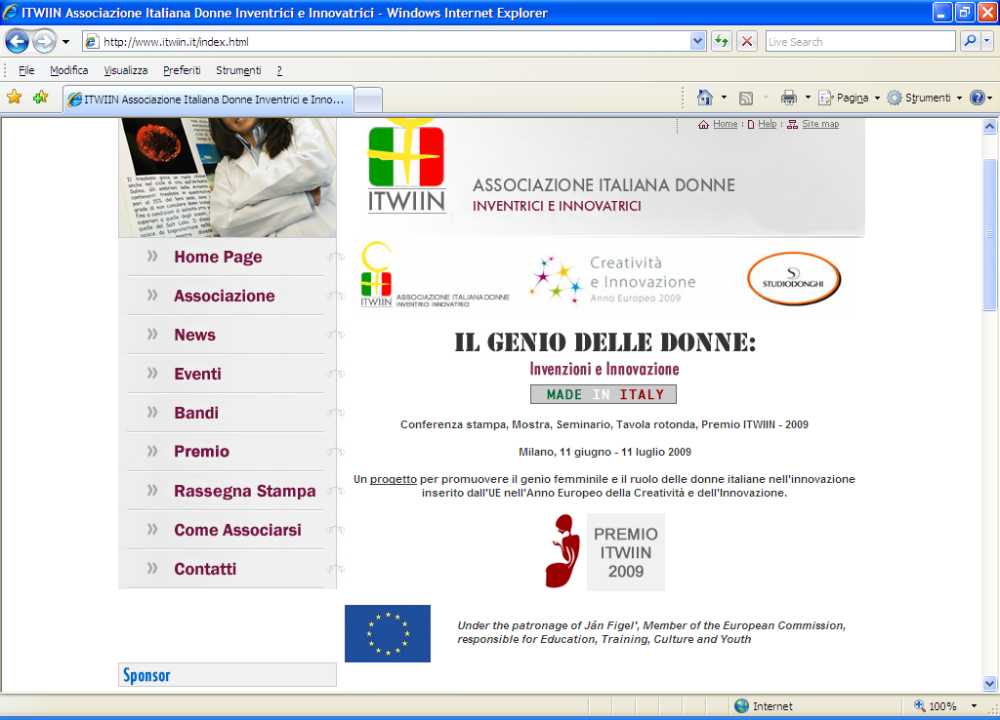 ITWIIN Associazione Italiana Donne Inventrici e Innovatrici - Windows Internet Explorer
http://www.itwiin.it/index.html
Live Search
File Modifica Visualizza Preferiti Strumenti ?
ITWIIN Associazione Italiana Donne Inventrici e Inno...
Pagina
Strumenti
Home : Help : Site map
ITWIIN
ASSOCIAZIONE ITALIANA DONNE
INVENTRICI E INNOVATRICI
Home Page
Associazione
News
Eventi
Bandi
Premio
Rassegna Stampa
Come Associarsi
Contatti
Sponsor
ITWIIN
ASSOCIAZIONE ITALIANA DONNE
INVENTRICI INNOVATRICI
Creatività
e Innovazione
Anno Europeo 2009
S
STUDIODONGHI
IL GENIO DELLE DONNE:
Invenzioni e Innovazione
MADE IN ITALY
Conferenza stampa, Mostra, Seminario, Tavola rotonda, Premio ITWIIN - 2009
Milano, 11 giugno - 11 luglio 2009
Un progetto per promuovere il genio femminile e il ruolo delle donne italiane nell'innovazione
inserito dall'UE nell'Anno Europeo della Creatività e dell'Innovazione.
PREMIO
ITWIIN
2009
Under the patronage of Ján Figel', Member of the European Commission,
responsible for Education, Training, Culture and Youth
Internet
100%